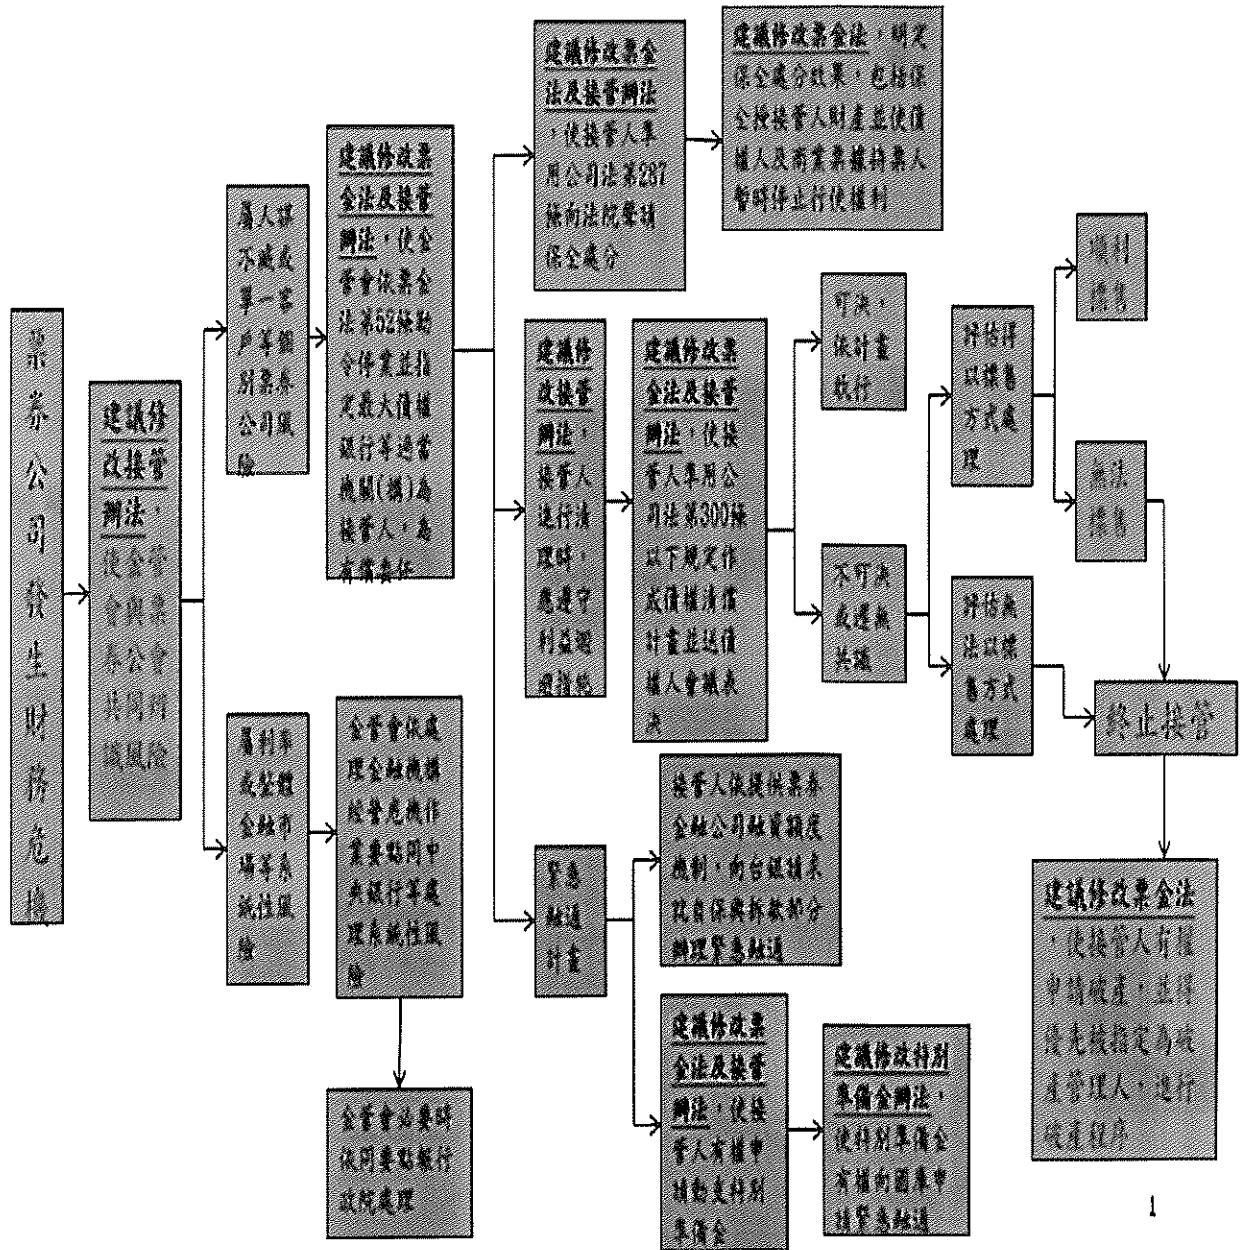 票券公司發生財務危機
建議修
改接管
辦法，
使金管
會與票
券公會
共同辨
識風險
屬人謀
不臧或
單一客
戶等個
別票券
公司風
險
建議修改票
金法及接管
辦法，使金
管會依票金
法第52條勒
令停業並指
定最大債權
銀行等適當
機關(構)為
接管人，為
有償委任
建議修改票金
法及接管辦法
，使接管人準
用公司法第287
條向法院聲請
保全處分
建議修改票金法，明定
保全處分效果，包括保
全檢接管人財產並使債
權人及商業票據持票人
暫時停止行使權利
建議修
改接管
辦法，
接管人
進行清
理時，
應遵守
利益迴
避措施
建議修改票
金法及接管
辦法，使接
管人準用公
司法第300條
以下規定作
成債權清償
計畫並送債
權人會議表
決
可決，
依計畫
執行
不可決
或遲無
共識
評估得
以標售
方式處
理
評估無
法以標
售方式
處理
順利
標售
無法
標售
終止接管
建議修改票金法
，使接管人有權
申請破產，並得
優先被指定為破
產管理人，進行
破產程序
屬利率
或整體
金融市
場等系
統性風
險
金管會依處
理金融機構
經營危機作
業要點同中
央銀行等處
理系統性風
險
金管會必要時
依同要點報行
政院處理
緊急
融通
計畫
接管人依提供票券
金融公司融資額度
機制，向台銀請求
就自保與拆款部分
辦理緊急融通
建議修改票
金法及接管
辦法，使接
管人有權申
請動支特別
準備金
建議修改特別
準備金辦法，
使特別準備金
有權向國庫申
請緊急融通
1